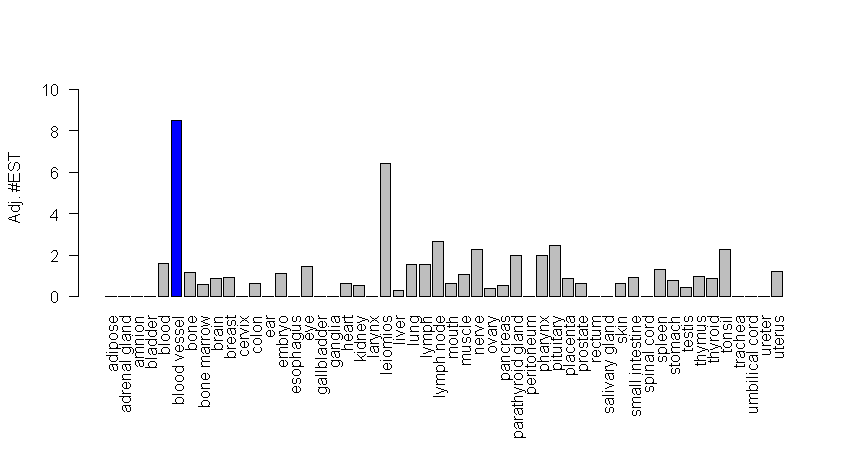 Adj. #EST
10
8
6
4
2
0
adipose
adrenal gland
amnion
bladder
blood
blood vessel
bone
bone marrow
brain
breast
cervix
colon
ear
embryo
esophagus
eye
gallbladder
ganglia
heart
kidney
larynx
leiomios
liver
lung
lymph
lymph node
mouth
muscle
nerve
ovary
pancreas
parathyroid gland
peritoneum
pharynx
pituitary
placenta
prostate
rectum
salivary gland
skin
small intestine
spinal cord
spleen
stomach
testis
thymus
thyroid
tonsil
trachea
umbilical cord
ureter
uterus